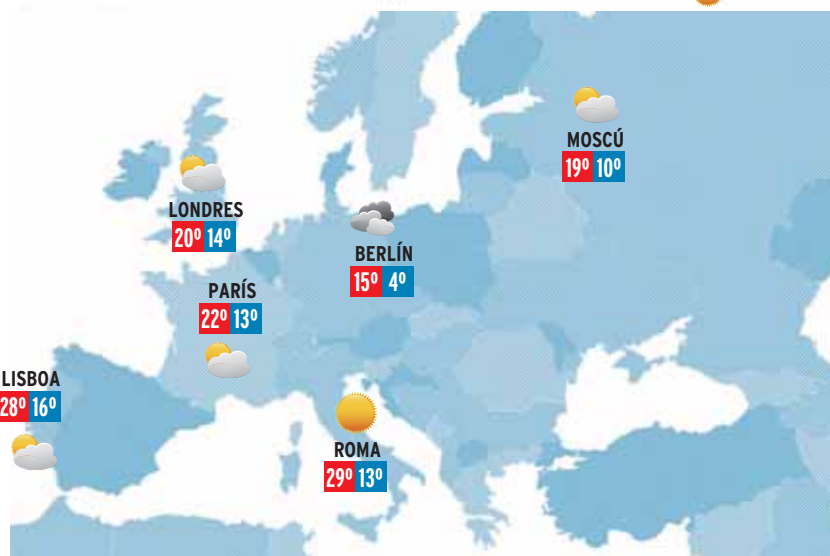 MOSCÚ
19º 10º
LONDRES
20º 14º
BERLÍN
15º 4º
PARÍS
22º 13º
LISBOA
28º 16º
ROMA
29º 13º